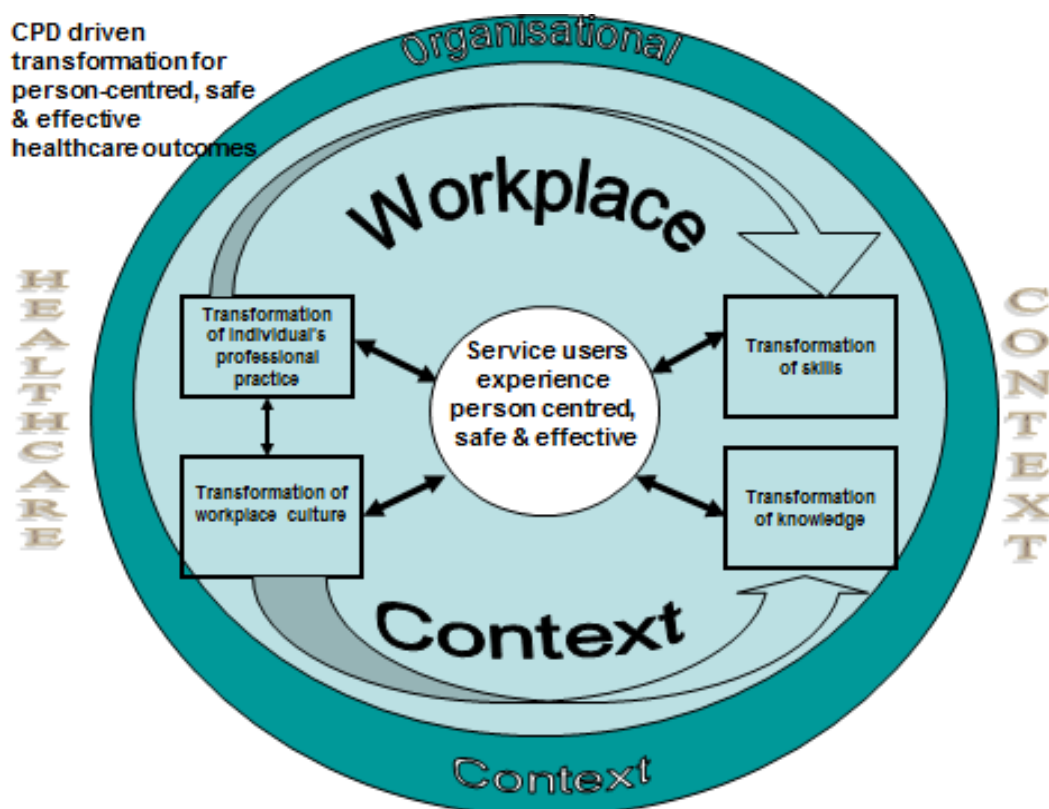 CPD driven
transformation for
person-centred, safe
& effective
healthcare outcomes
Organisational
Workplace
HEALTHCARE
CONTEXT
Transformation
of individual's
professional
practice
Service users
experience
person centred,
safe & effective
Transformation
of skills
Transformation of
workplace culture
Transformation
of knowledge
Context
Context